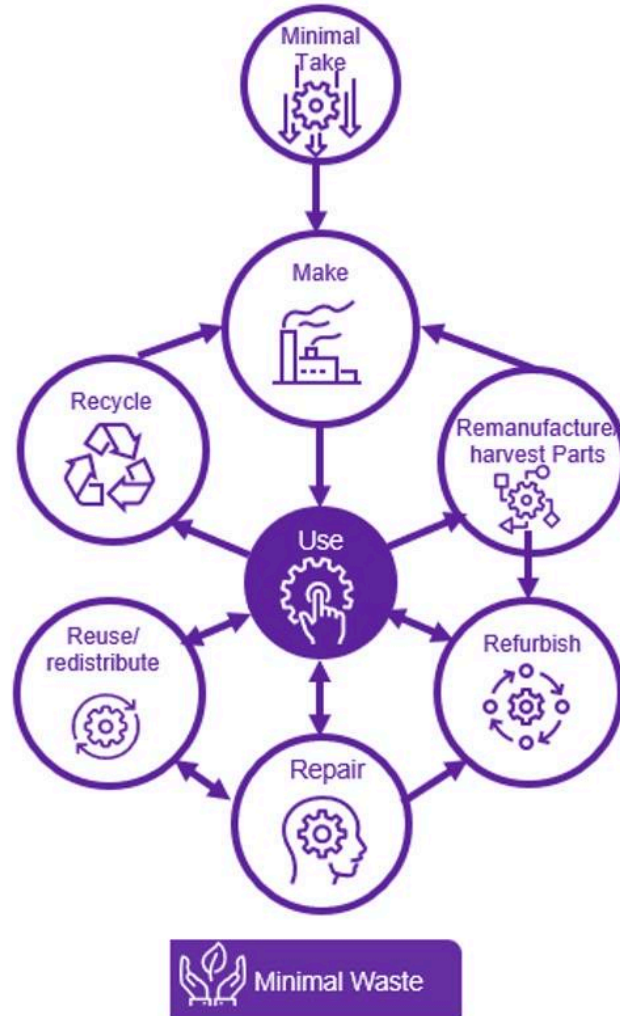 Minimal
Take
Make
Recycle
Remanufacture/
harvest Parts
Use
Reuse/
redistribute
Refurbish
Repair
Minimal Waste